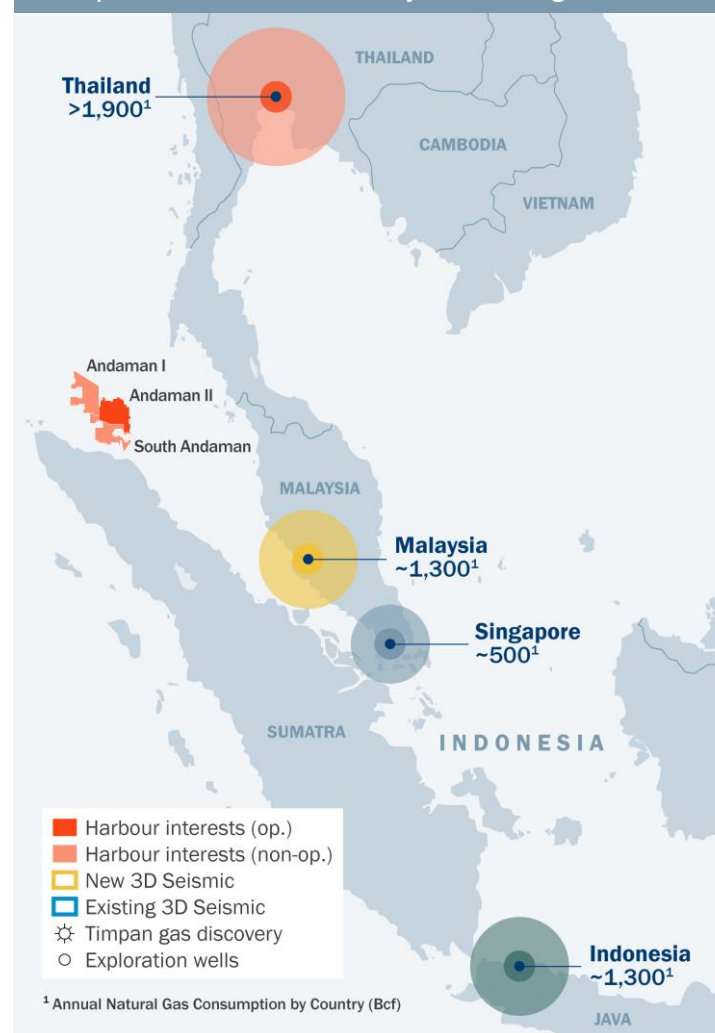 THAILAND
Thailand
>1,900¹
CAMBODIA
VIETNAM
Andaman I
Andaman II
South Andaman
MALAYSIA
Malaysia
~1,300¹
Singapore
~500¹
SUMATRA
INDONESIA
Harbour interests (op.)
Harbour interests (non-op.)
New 3D Seismic
Existing 3D Seismic
Timpan gas discovery
Exploration wells
Indonesia
~1,300¹
¹ Annual Natural Gas Consumption by Country (Bcf)
JAVA